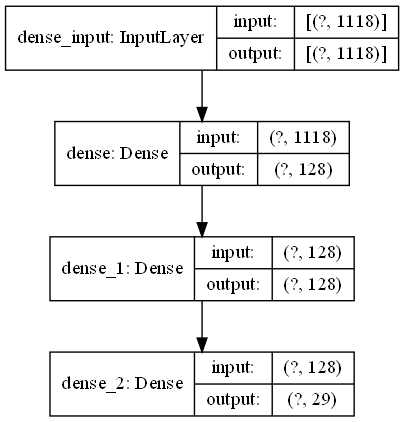 dense_input: InputLayer
input:
[(?, 1118)]
output:
[(?, 1118)]
dense: Dense
input:
(?, 1118)
output:
(?, 128)
dense_1: Dense
input:
(?, 128)
output:
(?, 128)
dense_2: Dense
input:
(?, 128)
output:
(?, 29)